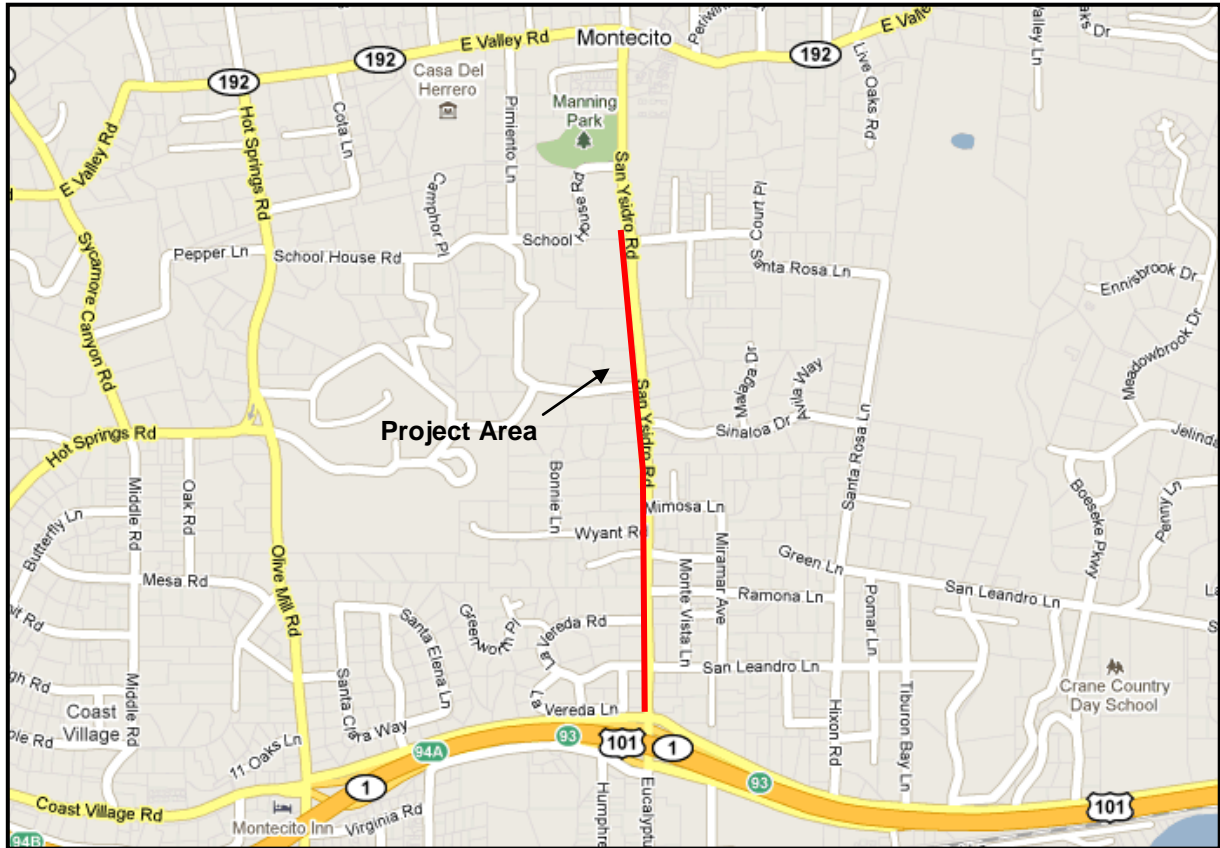 Periwin
Valley Ln
aks Dr
E Valley Rd
Montecito
192
192
192
E Valley Rd
Live Oaks Rd
Casa Del
Herrero
Manning
Park
Cota Ln
Pimiento Ln
Hot Springs Rd
E Valley Rd
San Ysidro Rd
Camphor Pl
School House Rd
S Court Pl
Pepper Ln
School House Rd
Santa Rosa Ln
Sycamore Canyon Rd
Ennisbrook Dr
Meadowbrook Dr
Malaga Dr
Avila Way
San Ysidro Rd
Project Area
Sinaloa Dr
Hot Springs Rd
Santa Rosa Ln
Jelinda
Bonnie Ln
Middle Rd
Oak Rd
Boeseke Pkwy
Mimosa Ln
Butterfly Ln
Wyant Rd
Miramar Ave
Olive Mill Rd
Mesa Rd
Green Ln
San Leandro Ln
Monte Vista Ln
Ramona Ln
Pomar Ln
Greenworth Pl
Santa Elena Ln
La Vereda Rd
San Leandro Ln
Middle Rd
Santa Clara Way
La Vereda Ln
Crane Country
Day School
Coast
Village
Hixon Rd
Tiburon Bay Ln
11 Oaks Ln
94A
93
101
1
93
1
101
Coast Village Rd
Humphre
Eucalyptu
Montecito Inn
Virginia Rd
94B